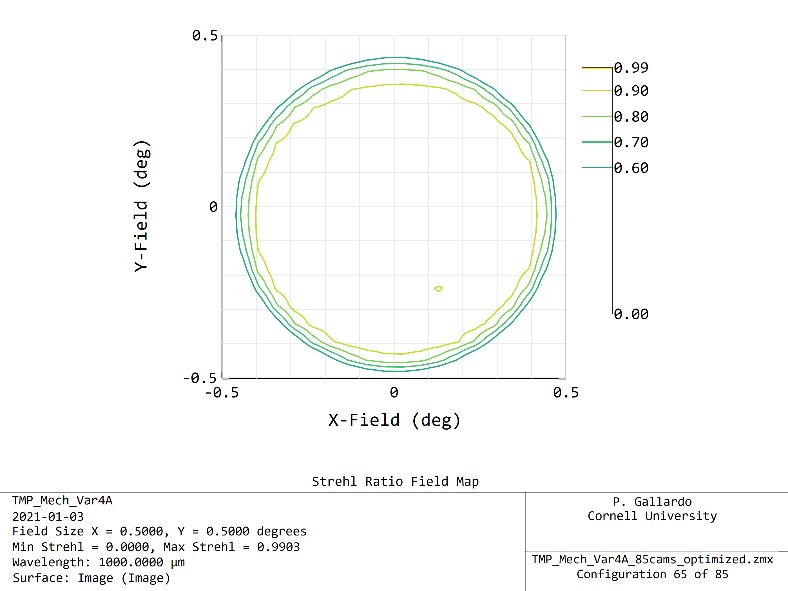 0.5
0
-0.5
Y-Field (deg)
-0.5
0
0.5
X-Field (deg)
0.99
0.90
0.80
0.70
0.60
0.00
Strehl Ratio Field Map
TMP_Mech_Var4A
2021-01-03
Field Size X = 0.5000, Y = 0.5000 degrees
Min Strehl = 0.0000, Max Strehl = 0.9903
Wavelength: 1000.0000 µm
Surface: Image (Image)
P. Gallardo
Cornell University
TMP_Mech_Var4A_85cams_optimized.zmx
Configuration 65 of 85